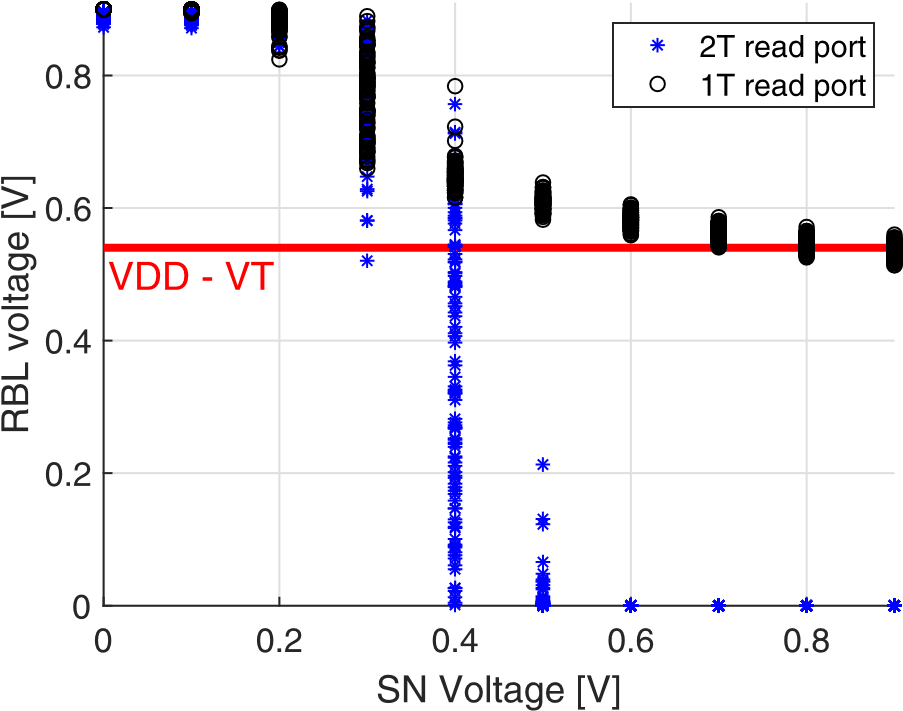 2T read port
1T read port
VDD - VT
RBL voltage [V]
0.8
0.6
0.4
0.2
0
0
0.2
0.4
0.6
0.8
SN Voltage [V]